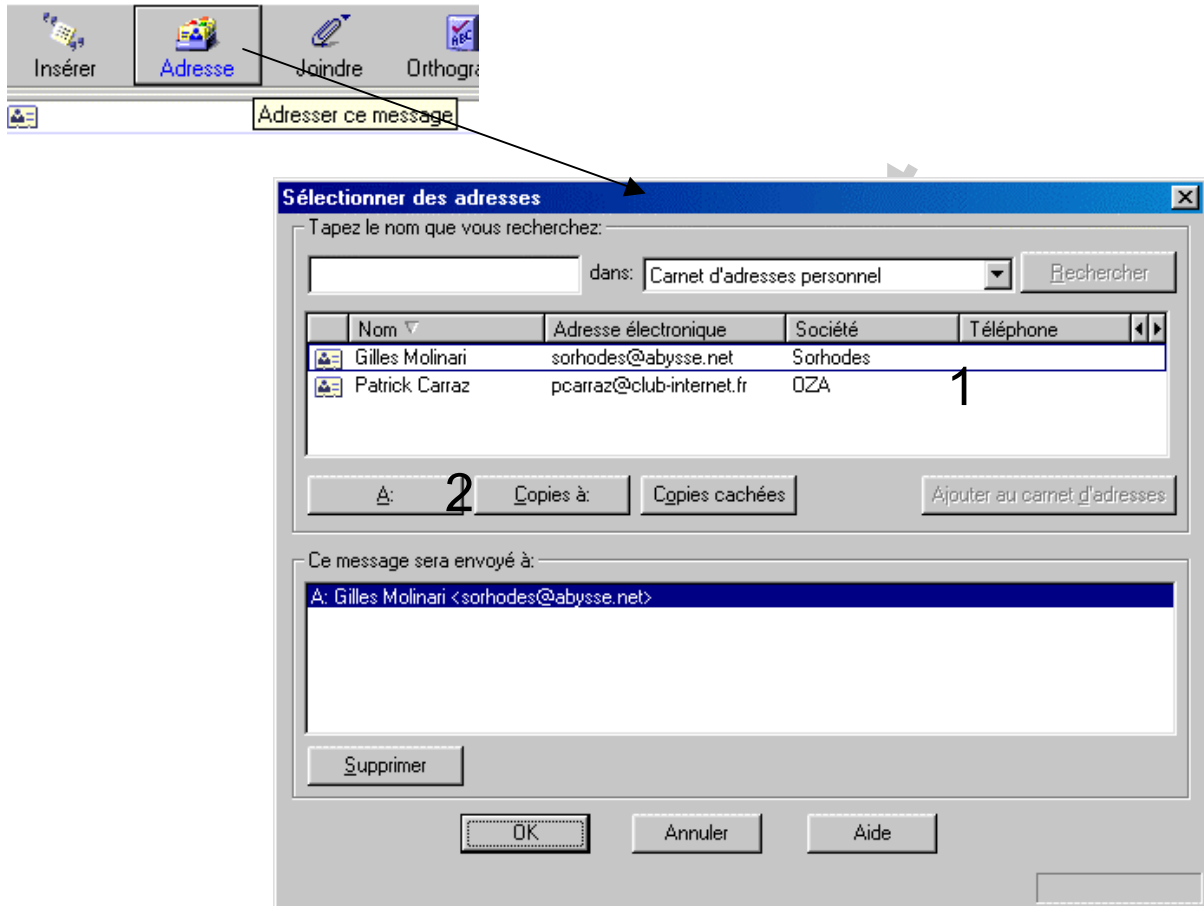 Insérer Adresse Joindre Orthogra
Adresser ce message
Sélectionner des adresses
Tapez le nom que vous recherchez:
dans: Carnet d'adresses personnel Rechercher
Nom Adresse électronique Société Téléphone
Gilles Molinari sorhodes@abysse.net Sorhodes
Patrick Carraz pcarraz@club-internet.fr OZA
1
A: 2 Copies à: Copies cachées Ajouter au carnet d'adresses
Ce message sera envoyé à:
A: Gilles Molinari <sorhodes@abysse.net>
Supprimer
OK Annuler Aide